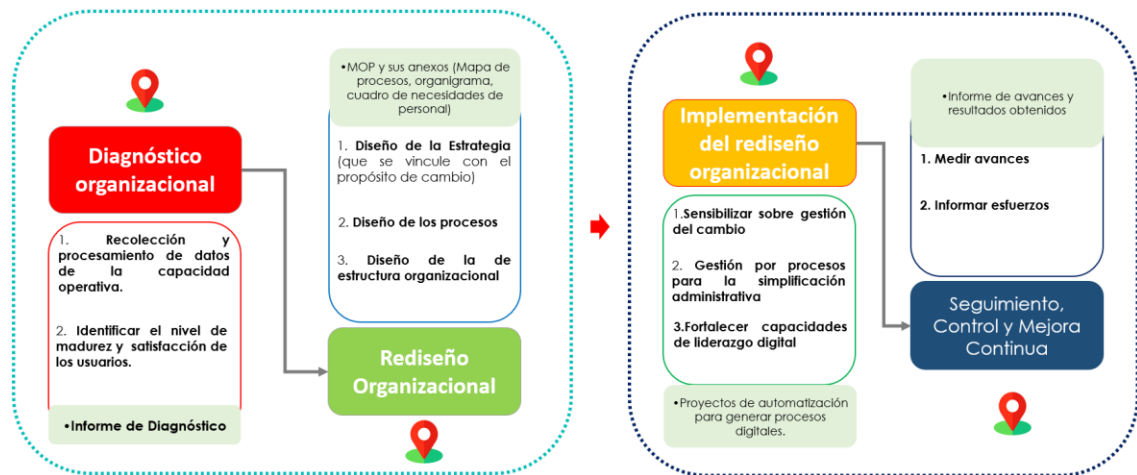 Diagnóstico
organizacional
1. Recolección y
procesamiento de datos
de la capacidad
operativa.
2. Identificar el nivel de
madurez y satisfacción de
los usuarios.
•Informe de Diagnóstico
•MOP y sus anexos (Mapa de
procesos, organigrama,
cuadro de necesidades de
personal)
1. Diseño de la Estrategia
(que se vincule con el
propósito de cambio)
2. Diseño de los procesos
3. Diseño de la de
estructura organizacional
Rediseño
Organizacional
Implementación
del rediseño
organizacional
1.Sensibilizar sobre gestión
del cambio
2. Gestión por procesos
para la simplificación
administrativa
3.Fortalecer capacidades
de liderazgo digital
•Proyectos de automatización
para generar procesos
digitales.
•Informe de avances y
resultados obtenidos
1. Medir avances
2. Informar esfuerzos
Seguimiento,
Control y Mejora
Continua